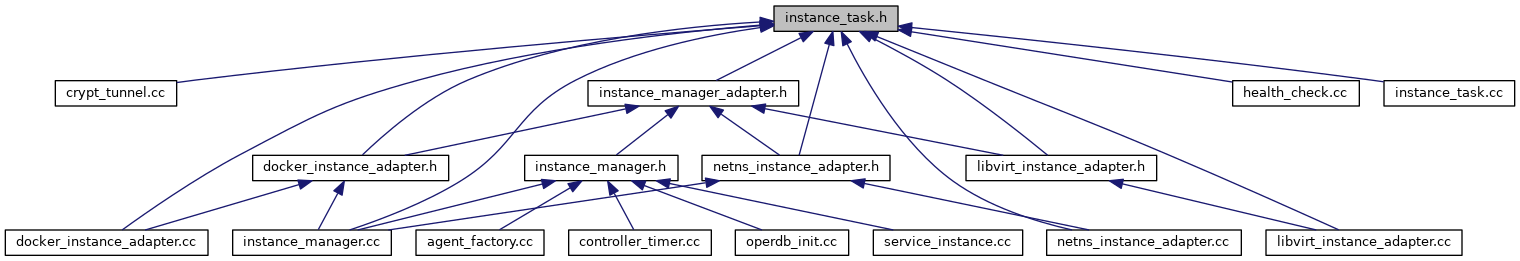 instance_task.h
crypt_tunnel.cc
instance_manager_adapter.h
health_check.cc
instance_task.cc
docker_instance_adapter.h
instance_manager.h
netns_instance_adapter.h
libvirt_instance_adapter.h
docker_instance_adapter.cc
instance_manager.cc
agent_factory.cc
controller_timer.cc
operdb_init.cc
service_instance.cc
netns_instance_adapter.cc
libvirt_instance_adapter.cc